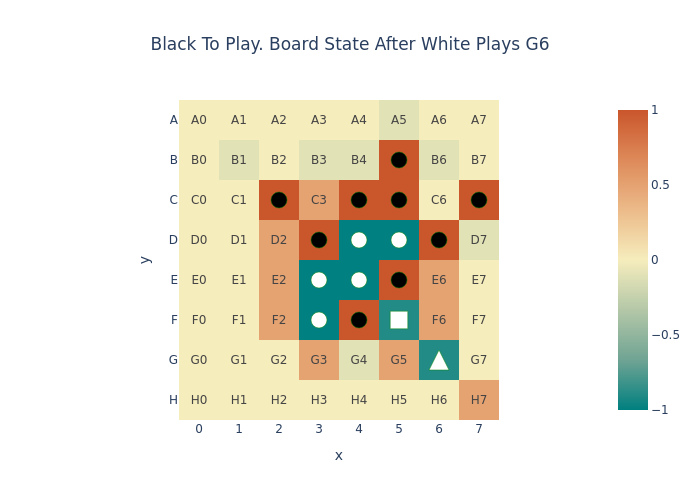 Black To Play. Board State After White Plays G6
A A0 A1 A2 A3 A4 A5 A6 A7
B B0 B1 B2 B3 B4 B6 B7
C C0 C1 C3 C6
D D0 D1 D2 D7
E E0 E1 E2 E6 E7
F F0 F1 F2 F6 F7
G G0 G1 G2 G3 G4 G5 G7
H H0 H1 H2 H3 H4 H5 H6 H7
0 1 2 3 4 5 6 7
x
y
1
0.5
0
−0.5
−1